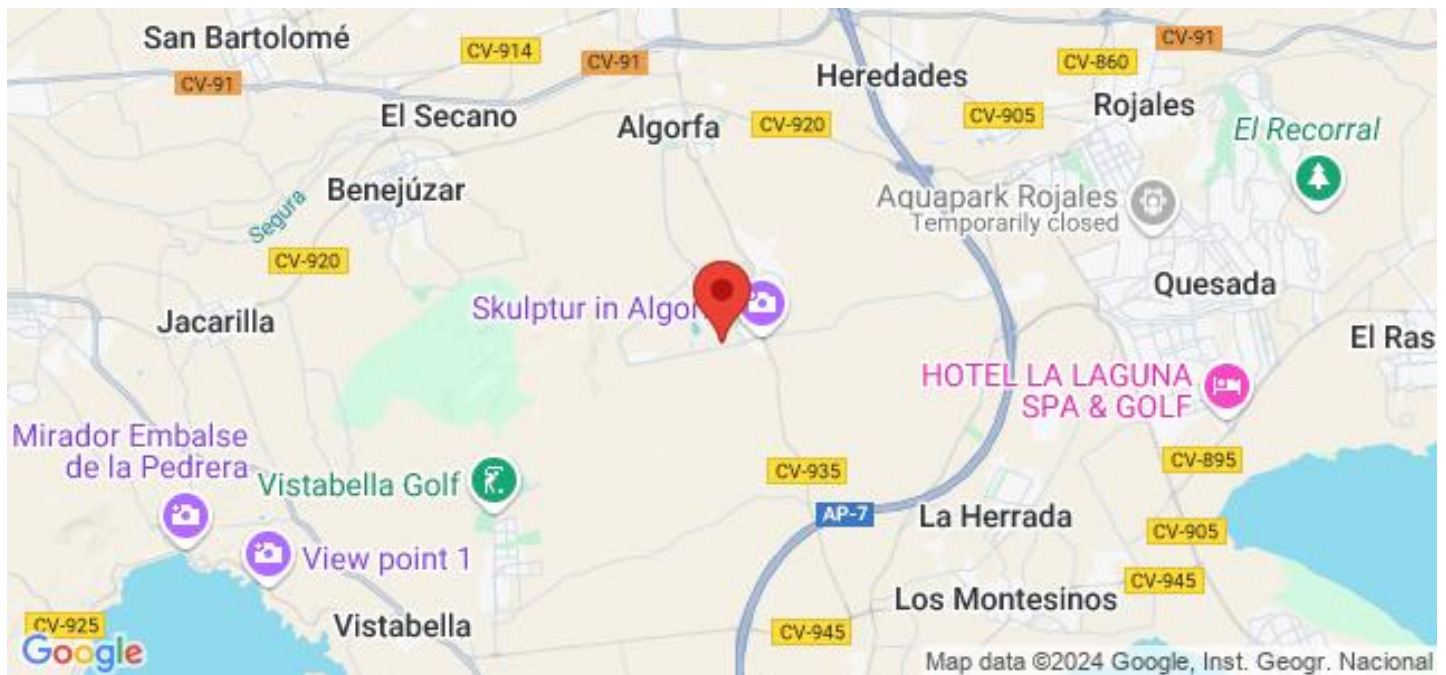 San Bartolomé
CV-914
CV-91
CV-91
CV-91
CV-860
Heredades
Rojales
El Secano
Algorfa
CV-920
CV-905
El Recorral
Benejúzar
Aquapark Rojales
Temporarily closed
Segura
CV-920
Quesada
Skulptur in Algor
Jacarilla
El Ras
HOTEL LA LAGUNA
SPA & GOLF
Mirador Embalse
de la Pedrera
CV-895
CV-935
Vistabella Golf
AP-7
La Herrada
CV-905
View point 1
CV-945
Los Montesinos
CV-925
Vistabella
CV-945
Google
Map data ©2024 Google, Inst. Geogr. Nacional